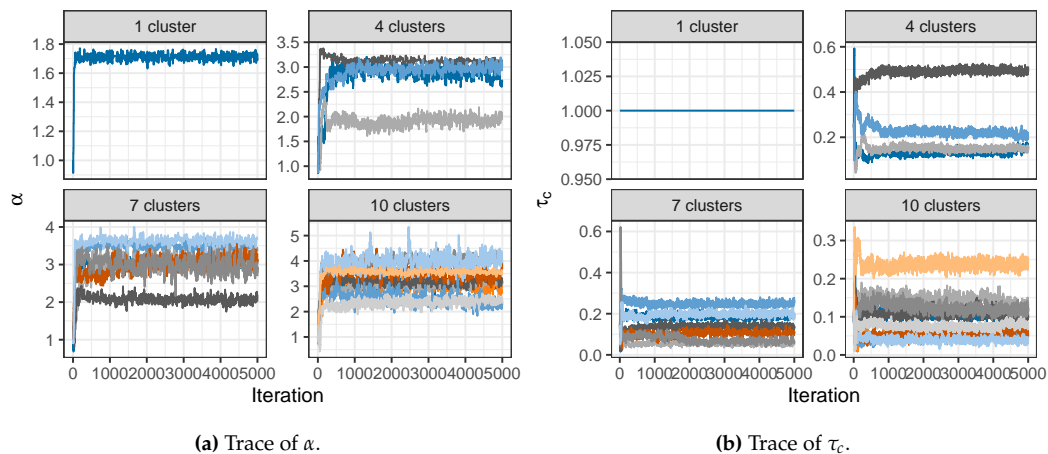 1 cluster
4 clusters
1 cluster
4 clusters
1.8
1.6
1.4
1.2
1.0
3.5
3.0
2.5
2.0
1.5
1.0
1.050
1.025
1.000
0.975
0.950
0.6
0.4
0.2
α
τc
7 clusters
10 clusters
7 clusters
10 clusters
4
3
2
1
5
4
3
2
1
0.6
0.4
0.2
0.0
0.3
0.2
0.1
0.0
0 1000 2000 3000 4000 5000
0 1000 2000 3000 4000 5000
0 1000 2000 3000 4000 5000
0 1000 2000 3000 4000 5000
Iteration
Iteration
(a) Trace of α.
(b) Trace of τc.